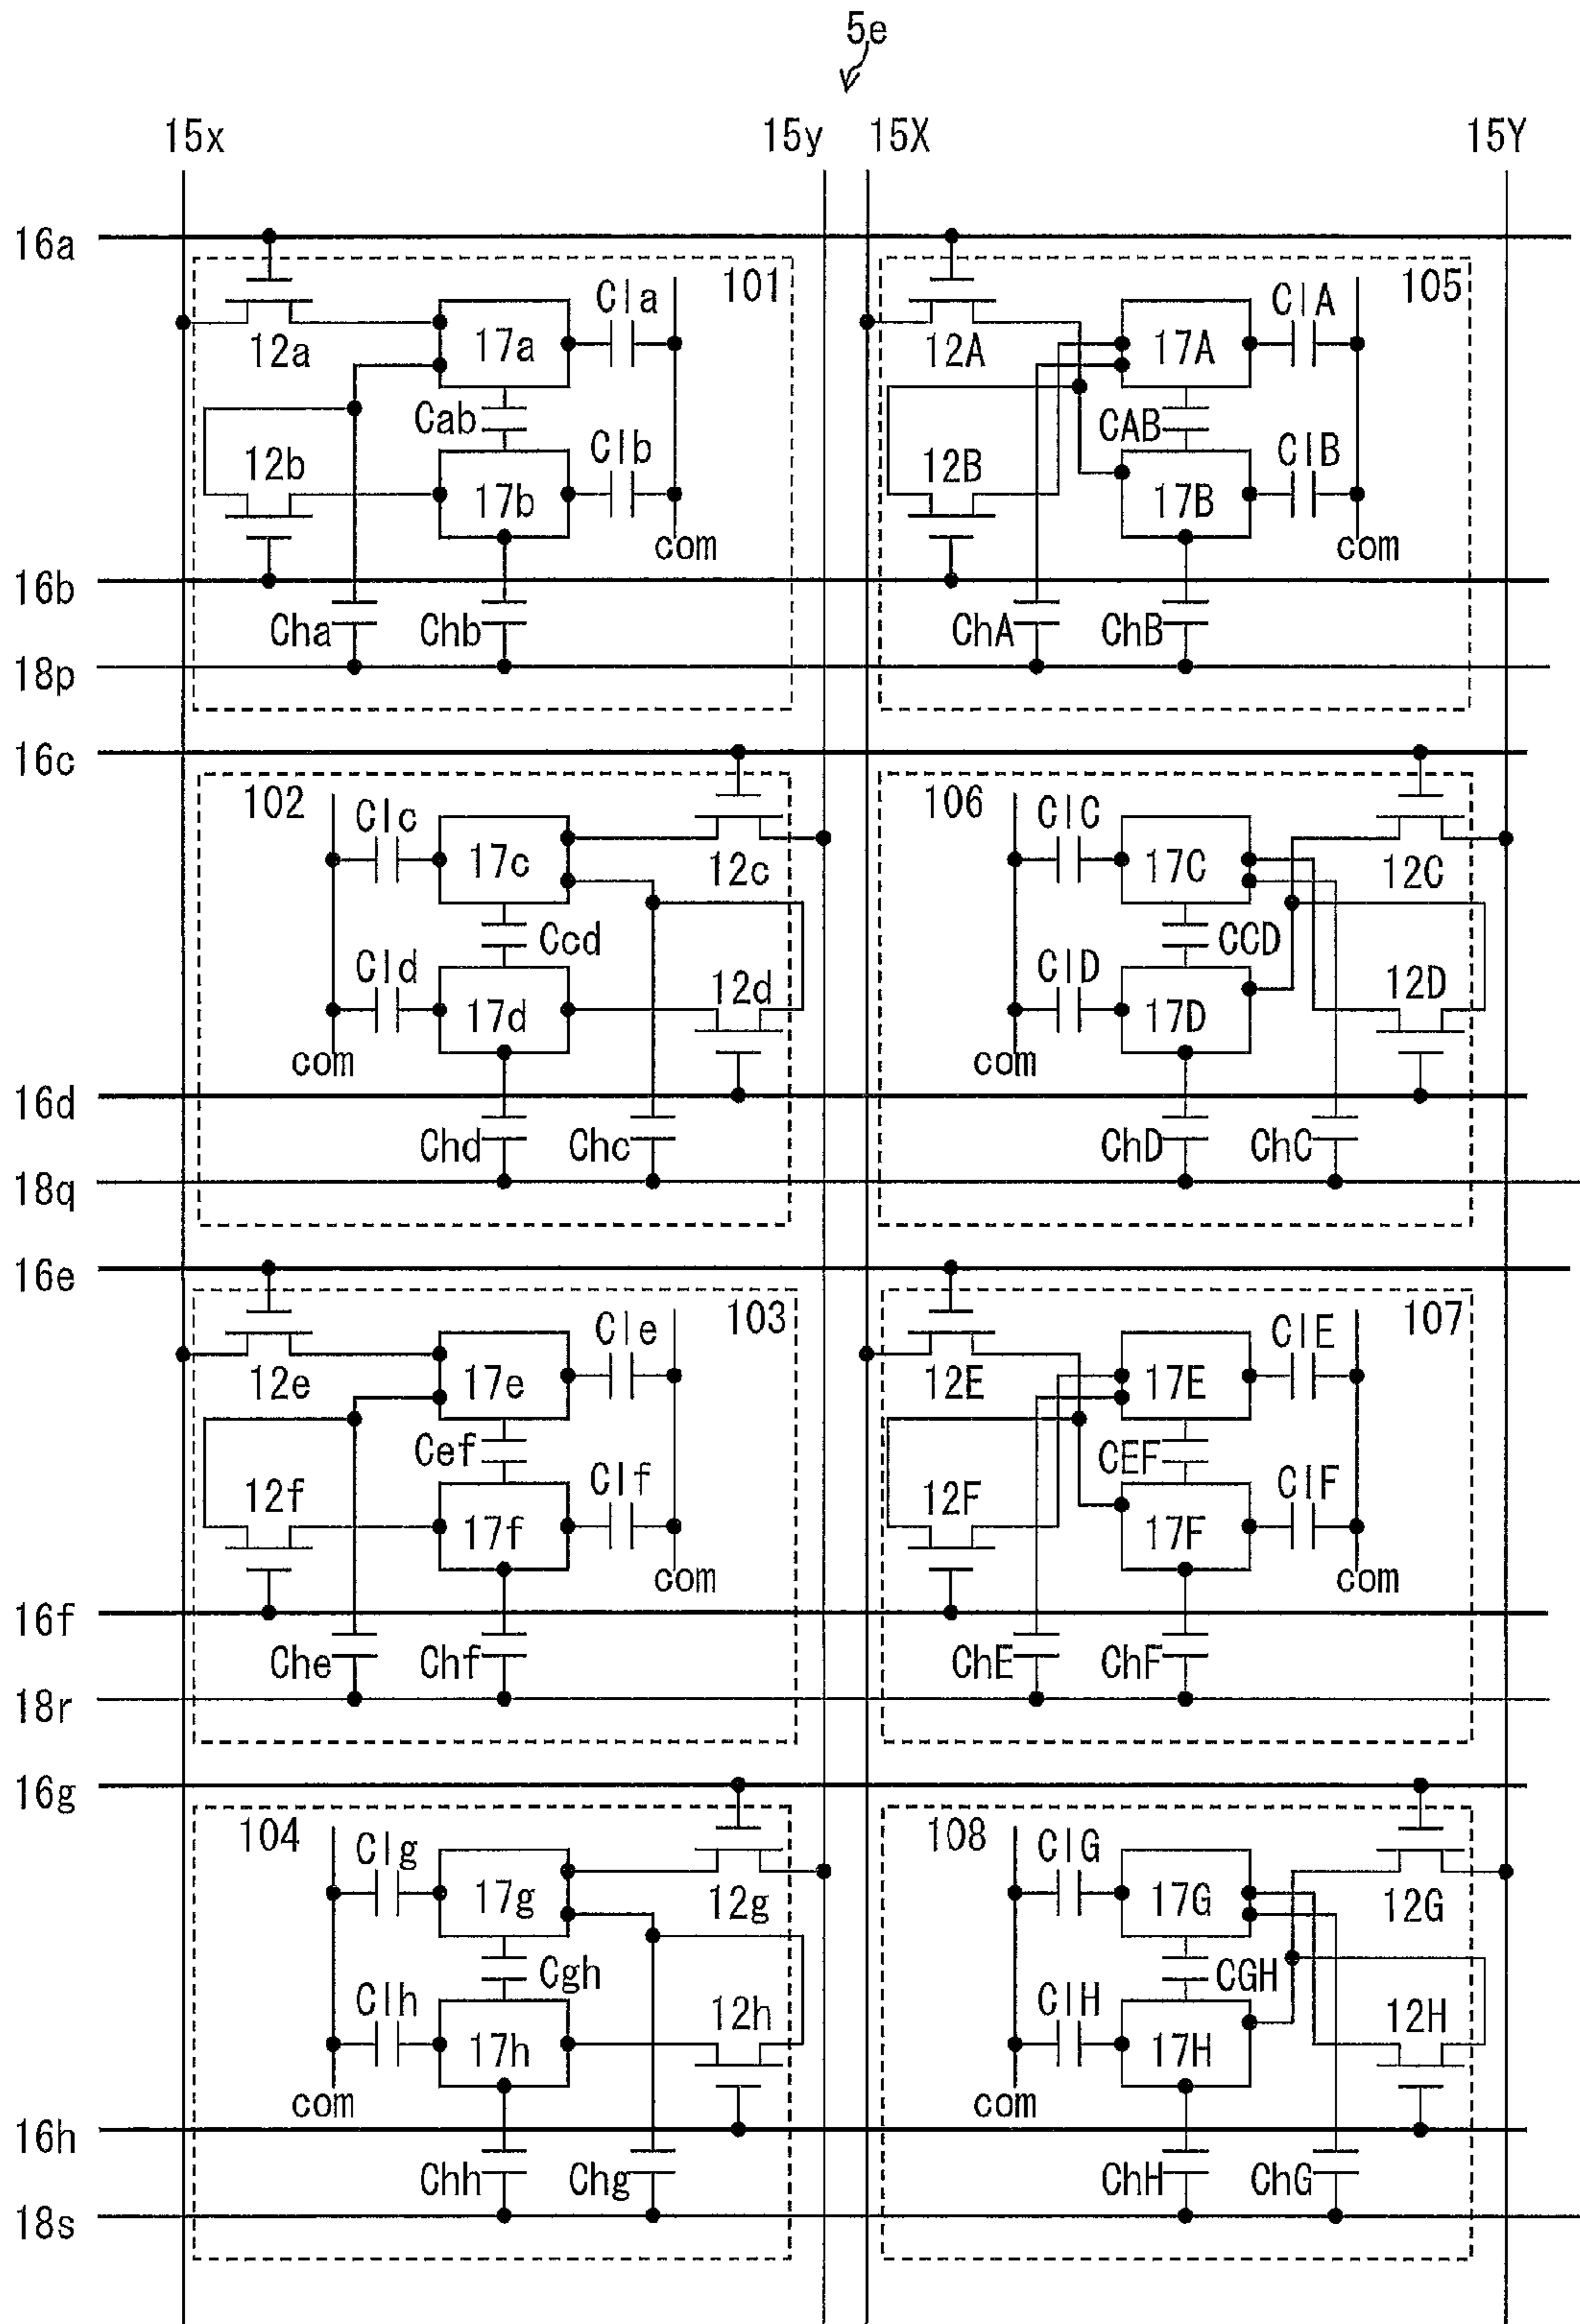 5e
15x 15y 15X 15Y
16a
101 105
Cla ClA
12a 17a 12A 17A
Cab CAB
12b Clb 12B ClB
17b 17B
com com
16b
Cha Chb ChA ChB
18p
16c
102 106
Clc ClC
17c 12c 17C 12C
Ccd CCD
Cld 12d ClD 12D
17d 17D
com com
16d
Chd Chc ChD ChC
18q
16e
103 107
Cle ClE
12e 17e 12E 17E
Cef CEF
12f Clf 12F ClF
17f 17F
com com
16f
Che Chf ChE ChF
18r
16g
104 108
Clg ClG
17g 12g 17G 12G
Cgh CGH
Clh 12h ClH 12H
17h 17H
com com
16h
Chh Chg ChH ChG
18s